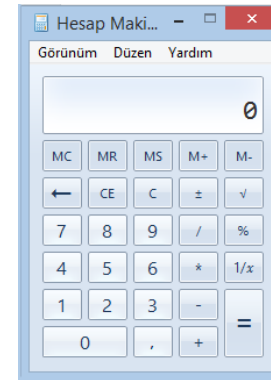 Hesap Maki...
Görünüm Düzen Yardım
0
MC MR MS M+ M-
← CE C ± √
7 8 9 / %
4 5 6 * 1/x
1 2 3 - =
0 , +